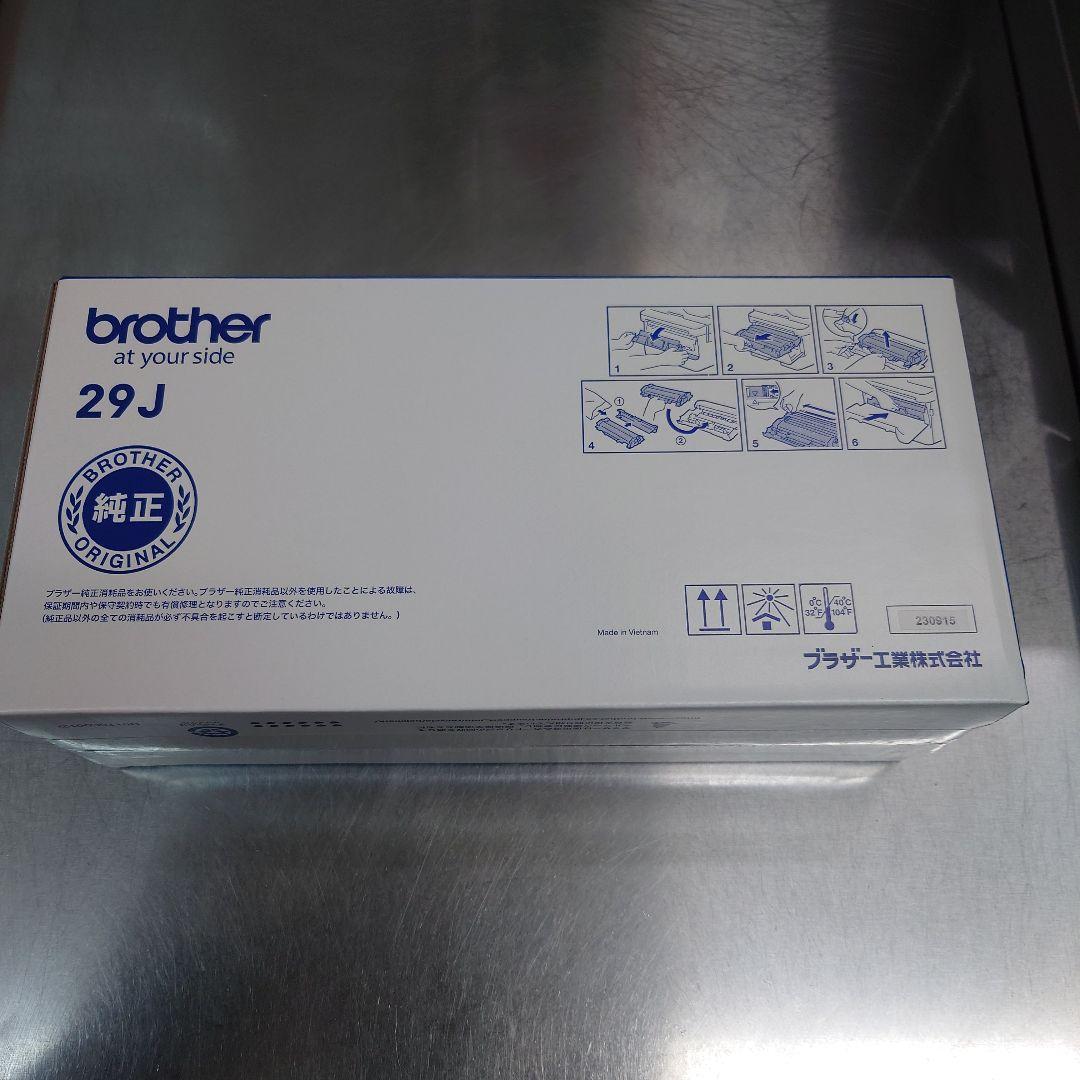 brother
at your side
29J
BROTHER
純正
ORIGINAL
ブラザー純正消耗品をお使いください。ブラザー純正消耗品以外を使用したことによる故障は、
保証期間内や保守契約時でも有償修理となりますのでご注意ください。
(純正品以外の全ての消耗品が必ず不具合を起こすと断定しているわけではありません。)
1
2
3
4
①
②
5
6
Made in Vietnam
0°C
32°F
40°C
104°F
230915
ブラザー工業株式会社